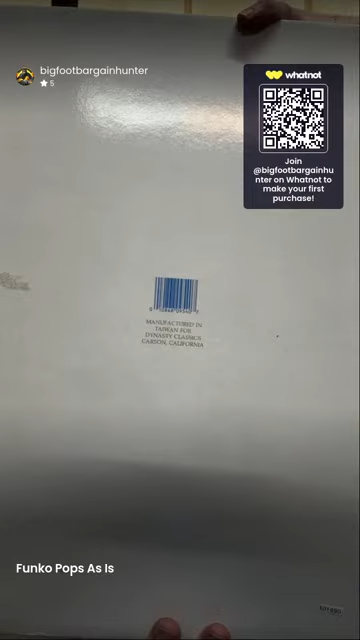 bigfootbargainhunter
★ 5
whatnot
Join
@bigfootbargainhu
nter on Whatnot to
make your first
purchase!
MANUFACTURED IN
TAIWAN FOR
DYNASTY CLASSICS
CARSON, CALIFORNIA
Funko Pops As Is